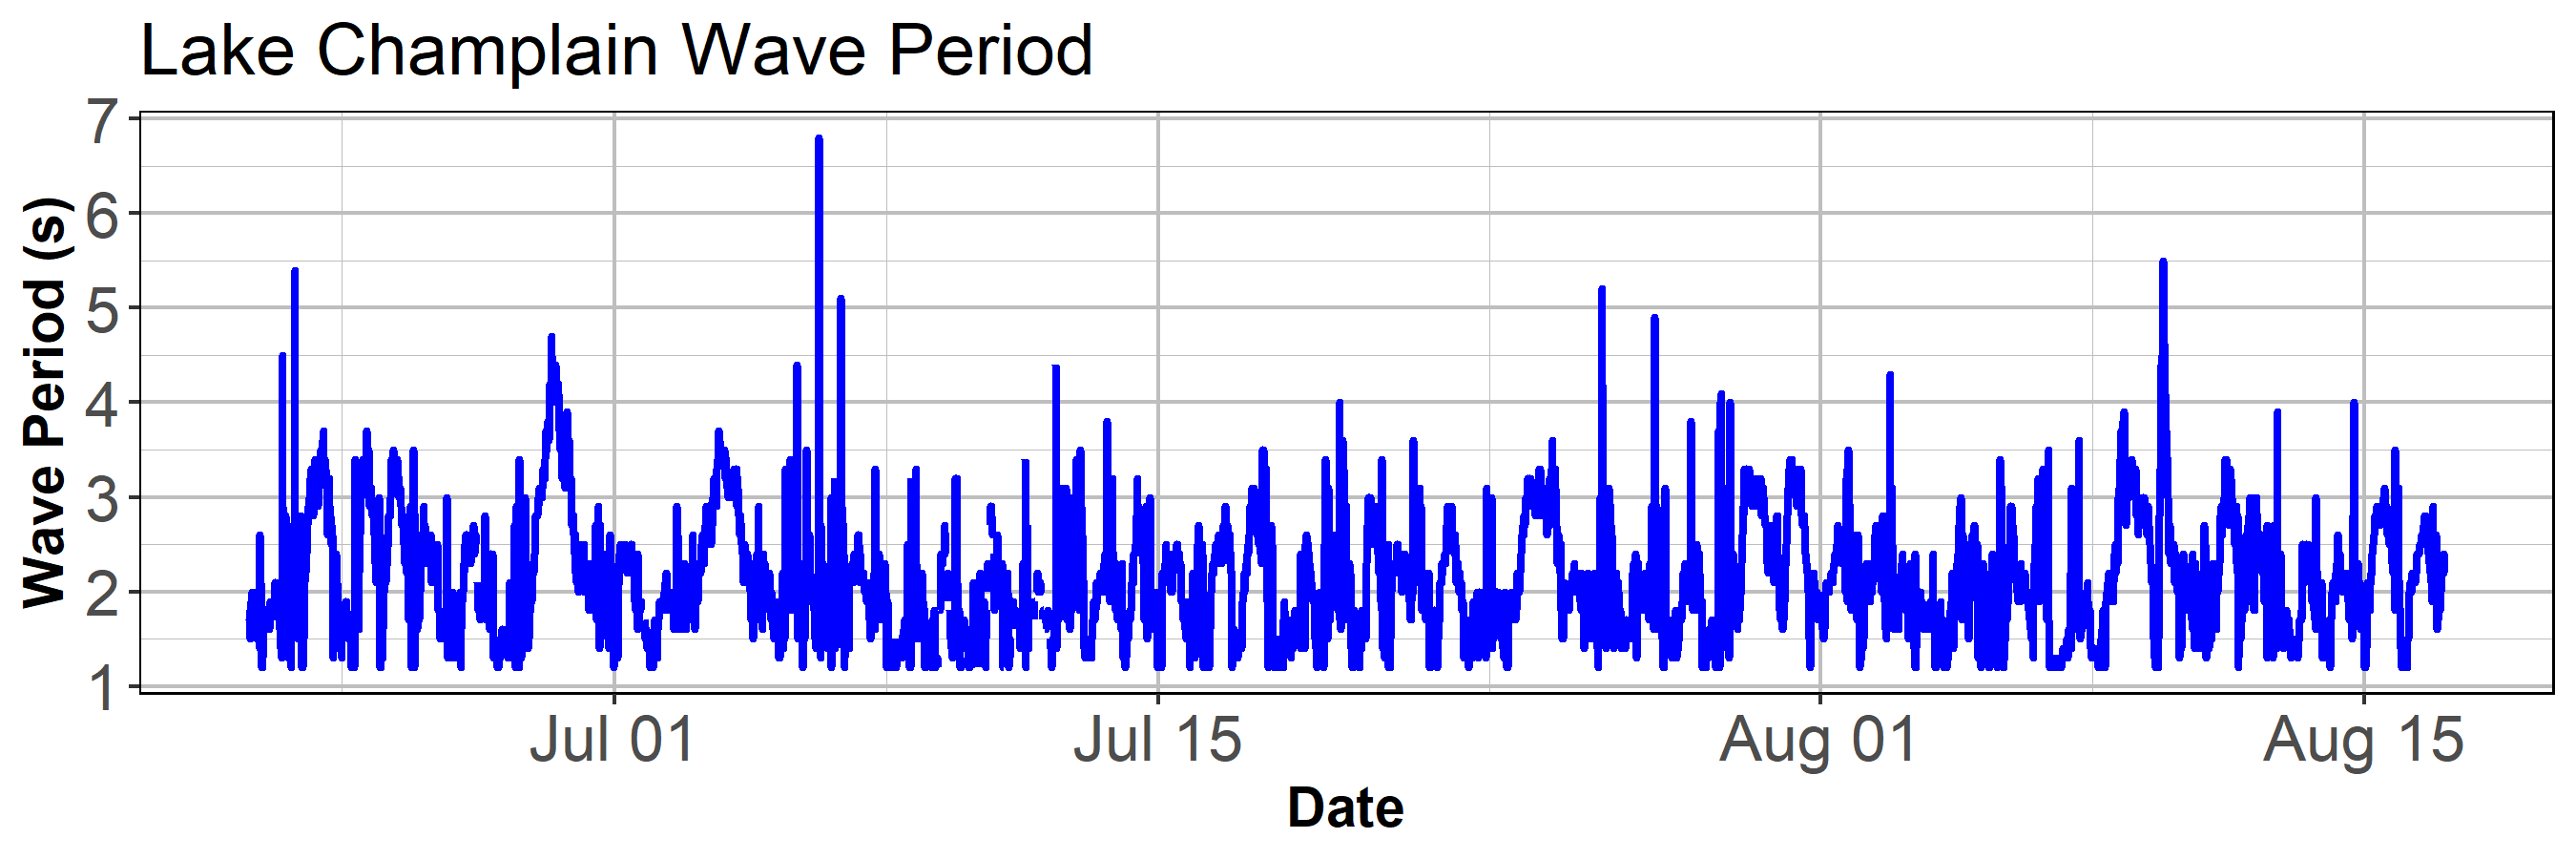 Lake Champlain Wave Period
Wave Period (s)
7
6
5
4
3
2
1
Jul 01
Jul 15
Aug 01
Aug 15
Date